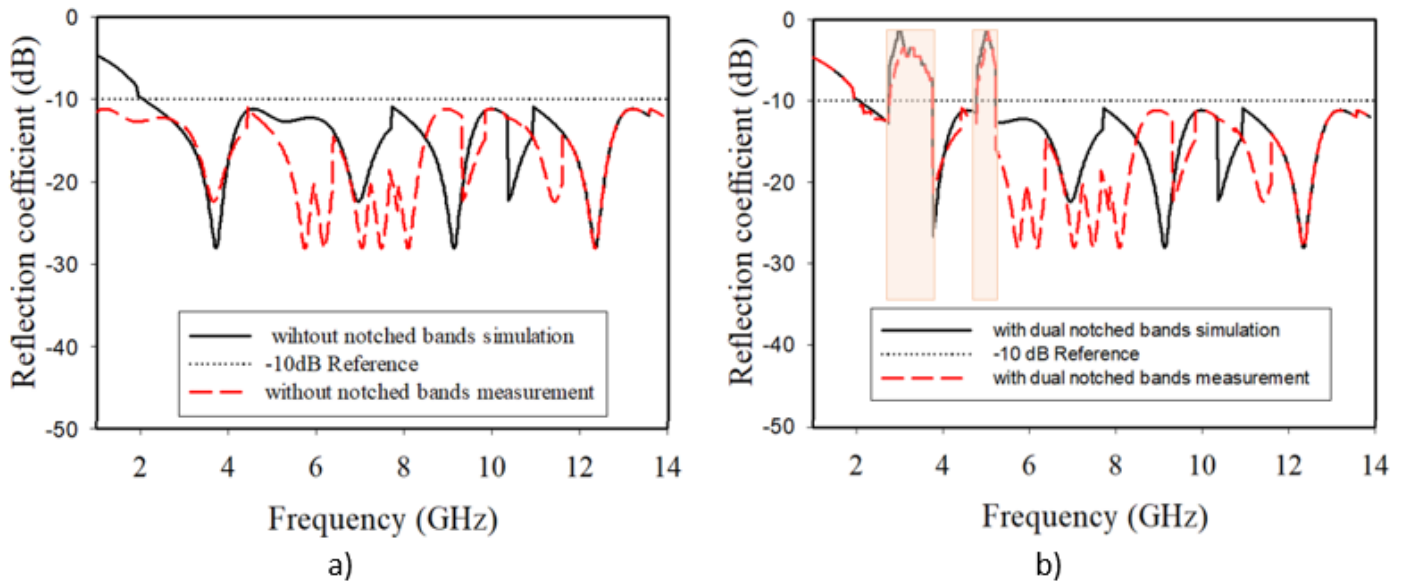 Reflection coefficient (dB)
0
-10
-20
-30
-40
-50
wihtout notched bands simulation
-10dB Reference
without notched bands measurement
2 4 6 8 10 12 14
Frequency (GHz)
a)
Reflection coefficient (dB)
0
-10
-20
-30
-40
-50
with dual notched bands simulation
-10 dB Reference
with dual notched bands measurement
2 4 6 8 10 12 14
Frequency (GHz)
b)